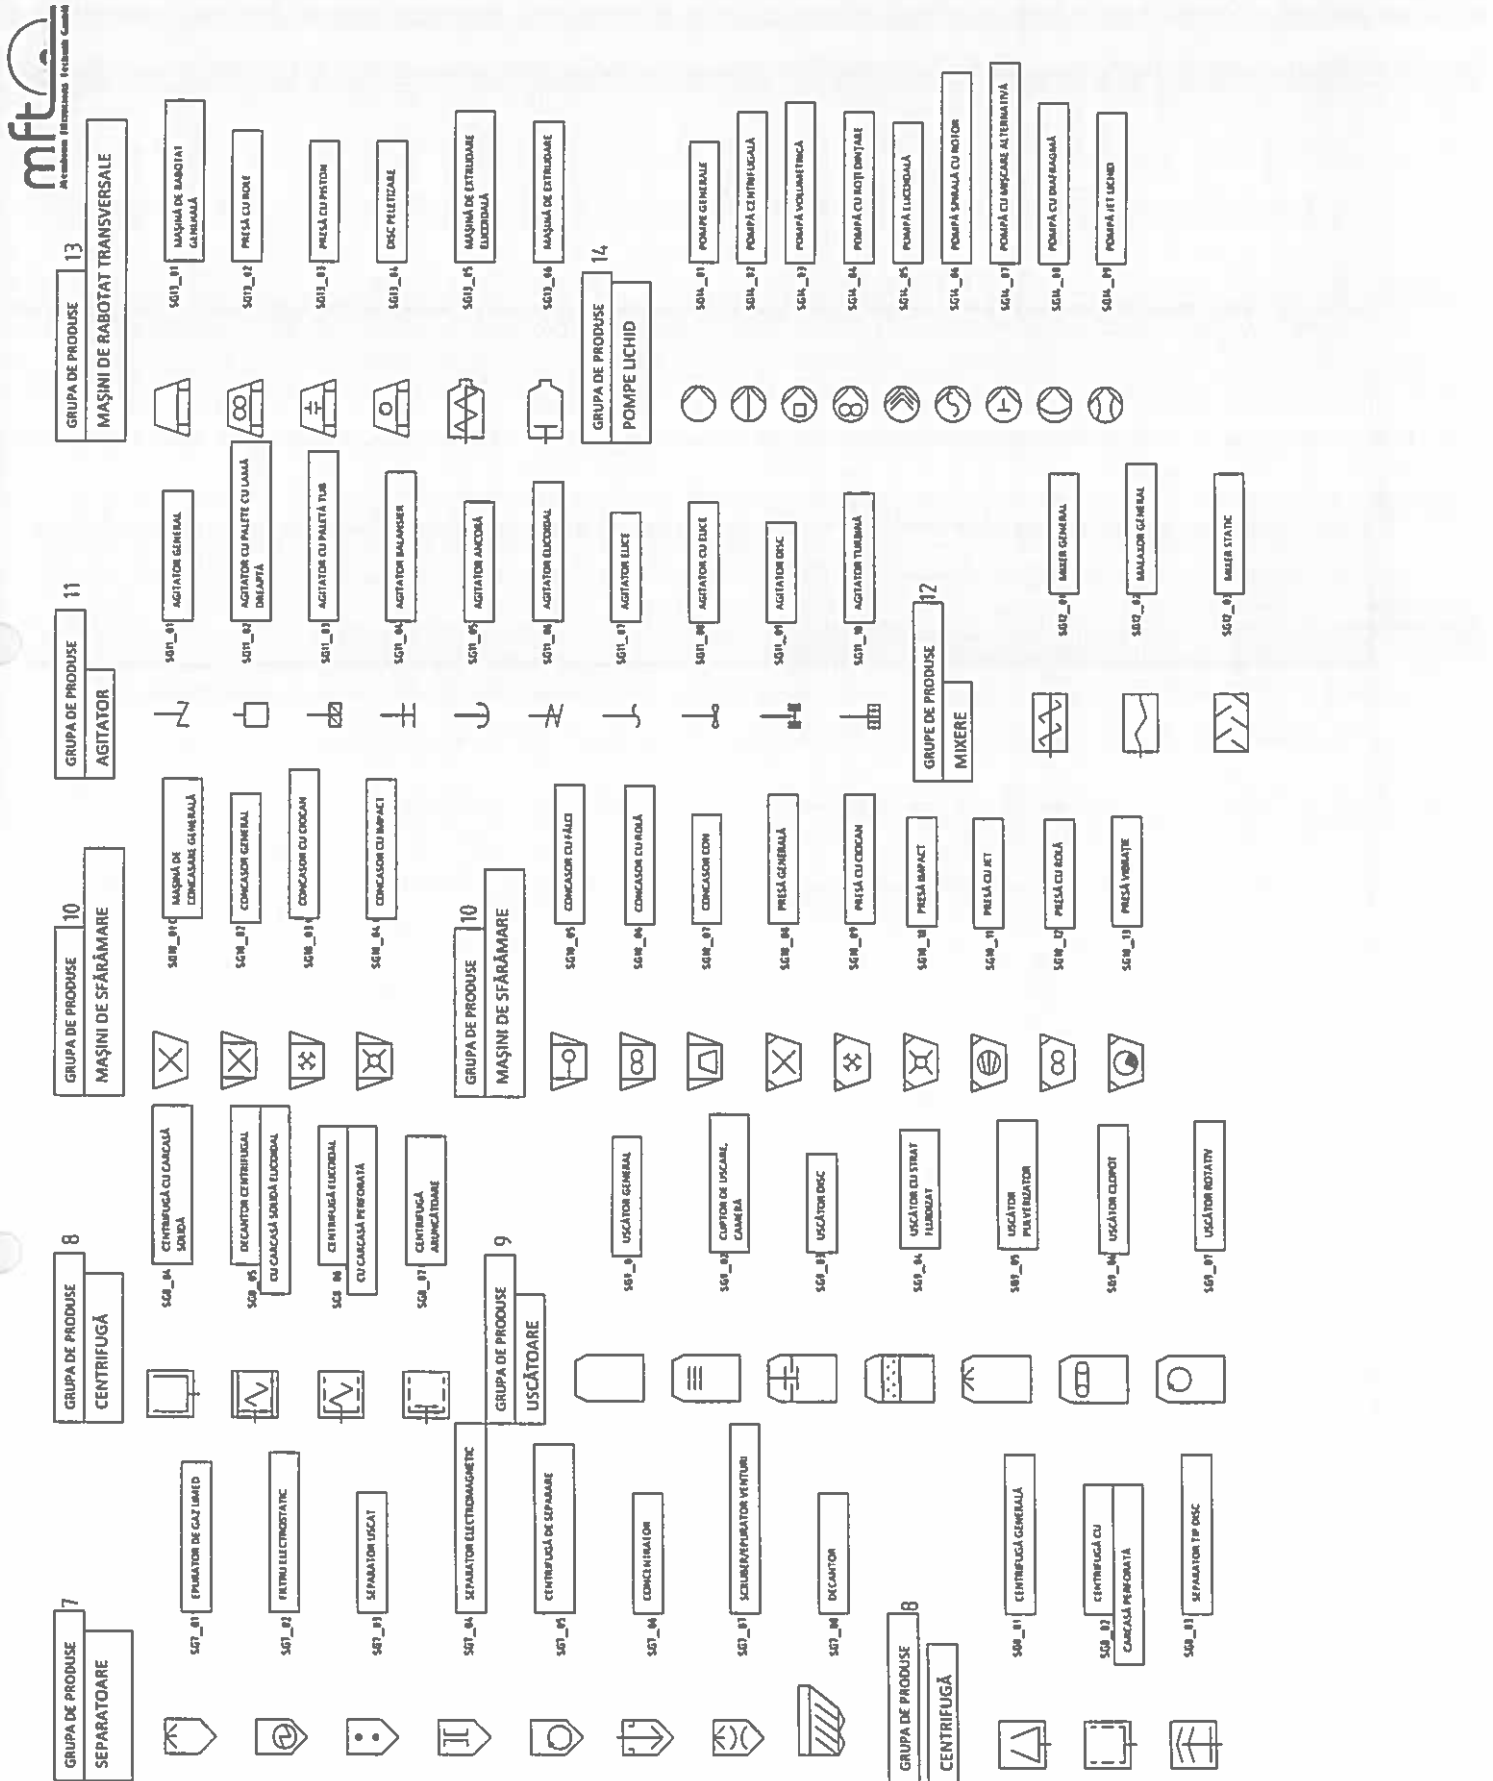 mft
Membran Filtrations Technik GmbH
GRUPA DE PRODUSE 7
SEPARATOARE
SG7_01 EPURATOR DE GAZ UMED
SG7_02 FILTRU ELECTROSTATIC
SG7_03 SEPARATOR USCAT
SG7_04 SEPARATOR ELECTROMAGNETIC
SG7_05 CENTRIFUGĂ DE SEPARARE
SG7_06 CONCENTRATOR
SG7_07 SCRUBER/EPURATOR VENTURI
SG7_08 DECANTOR
GRUPA DE PRODUSE 8
CENTRIFUGĂ
SG8_01 CENTRIFUGĂ GENERALĂ
SG8_02 CENTRIFUGĂ CU
CARCASĂ PERFORATĂ
SG8_03 SEPARATOR TIP DISC
GRUPA DE PRODUSE 8
CENTRIFUGĂ
SG8_04 CENTRIFUGĂ CU CARCASĂ
SOLIDĂ
SG8_05 DECANTOR CENTRIFUGAL
CU CARCASĂ SOLIDĂ ELICOIDAL
SG8_06 CENTRIFUGĂ ELICOIDAL
CU CARCASĂ PERFORATĂ
SG8_07 CENTRIFUGĂ
ARUNCĂTOARE
GRUPA DE PRODUSE 9
USCĂTOARE
SG9_0 USCĂTOR GENERAL
SG9_02 CUPTOR DE USCARE,
CAMERĂ
SG9_03 USCĂTOR DISC
SG9_04 USCĂTOR CU STRAT
FLUIDIZAT
SG9_05 USCĂTOR
PULVERIZATOR
SG9_06 USCĂTOR CLOPOT
SG9_07 USCĂTOR ROTATIV
GRUPA DE PRODUSE 10
MAȘINI DE SFĂRÂMARE
SG10_01 MAȘINĂ DE
CONCASARE GENERALĂ
SG10_02 CONCASOR GENERAL
SG10_03 CONCASOR CU CIOCAN
SG10_04 CONCASOR CU IMPACT
GRUPA DE PRODUSE 10
MAȘINI DE SFĂRÂMARE
SG10_05 CONCASOR CU FĂLCI
SG10_06 CONCASOR CU ROLĂ
SG10_07 CONCASOR CON
SG10_08 PRESĂ GENERALĂ
SG10_09 PRESĂ CU CIOCAN
SG10_10 PRESĂ IMPACT
SG10_11 PRESĂ CU JET
SG10_12 PRESĂ CU ROLĂ
SG10_13 PRESĂ VIBRAȚIE
GRUPA DE PRODUSE 11
AGITATOR
SG11_01 AGITATOR GENERAL
SG11_02 AGITATOR CU PALETE CU LAMĂ
DREAPTĂ
SG11_03 AGITATOR CU PALETĂ TUB
SG11_04 AGITATOR BALANSIER
SG11_05 AGITATOR ANCORĂ
SG11_06 AGITATOR ELICOIDAL
SG11_07 AGITATOR ELICE
SG11_08 AGITATOR CU ELICE
SG11_09 AGITATOR DISC
SG11_10 AGITATOR TURBINĂ
GRUPE DE PRODUSE 12
MIXERE
SG12_01 MIXER GENERAL
SG12_02 MALAXOR GENERAL
SG12_03 MIXER STATIC
GRUPA DE PRODUSE 13
MAȘINI DE RABOTAT TRANSVERSALE
SG13_01 MAȘINĂ DE RABOTAT
GENERALĂ
SG13_02 PRESĂ CU ROLE
SG13_03 PRESĂ CU PISTON
SG13_04 DISC PELETIZARE
SG13_05 MAȘINĂ DE EXTRUDARE
ELICOIDALĂ
SG13_06 MAȘINĂ DE EXTRUDARE
GRUPA DE PRODUSE 14
POMPE LICHID
SG14_01 POMPE GENERALE
SG14_02 POMPĂ CENTRIFUGALĂ
SG14_03 POMPĂ VOLUMETRICĂ
SG14_04 POMPĂ CU ROȚI DINȚARE
SG14_05 POMPĂ ELICOIDALĂ
SG14_06 POMPĂ SPIRALĂ CU ROTOR
SG14_07 POMPĂ CU MIȘCARE ALTERNATIVĂ
SG14_08 POMPĂ CU DIAFRAGMĂ
SG14_09 POMPĂ JET LICHID